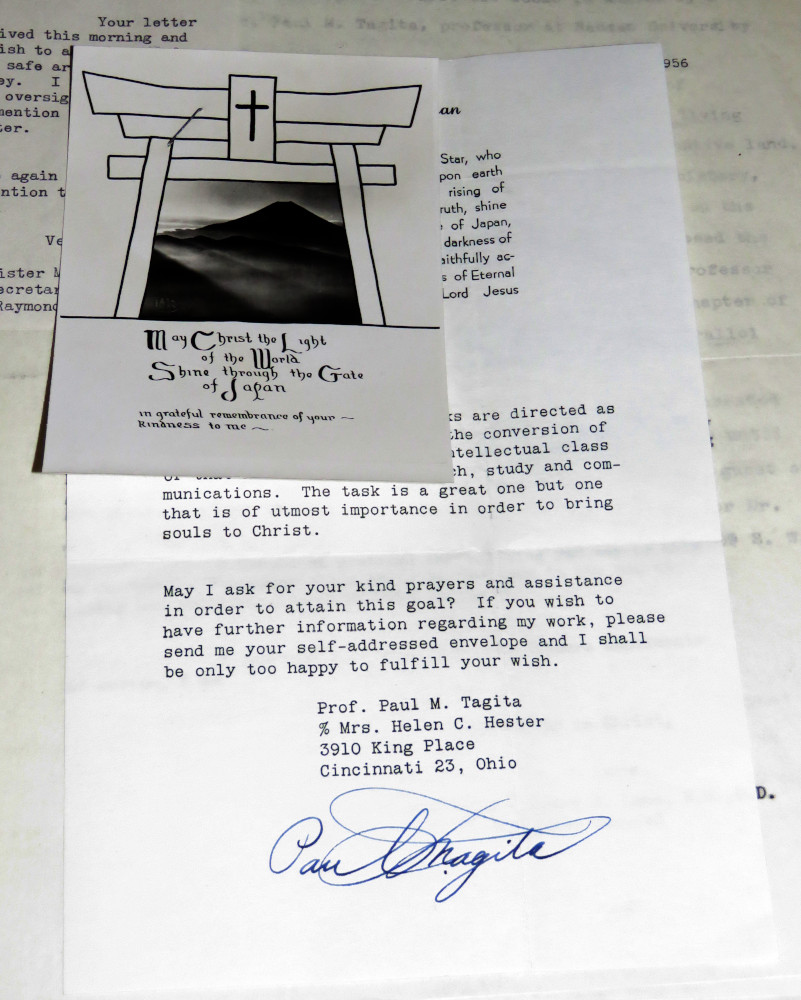 Your letter
ived this morning and
ish to a
safe ar
ey. I
oversig
mention
ter.
again
ntion t
Ve
ister M
ecretar
Raymond
Paul M. Tagita, professor at Nanzan University
956
an
Star, who
pon earth
rising of
ruth, shine
of Japan,
darkness of
aithfully ac-
s of Eternal
Lord Jesus
May Christ the Light
of the World
Shine through the Gate
of Japan
in grateful remembrance of your ~
Kindness to me ~
ks are directed as
the conversion of
ntellectual class
ch, study and com-
munications. The task is a great one but one
that is of utmost importance in order to bring
souls to Christ.
May I ask for your kind prayers and assistance
in order to attain this goal? If you wish to
have further information regarding my work, please
send me your self-addressed envelope and I shall
be only too happy to fulfill your wish.
Prof. Paul M. Tagita
% Mrs. Helen C. Hester
3910 King Place
Cincinnati 23, Ohio
Paul M Tagita
D.